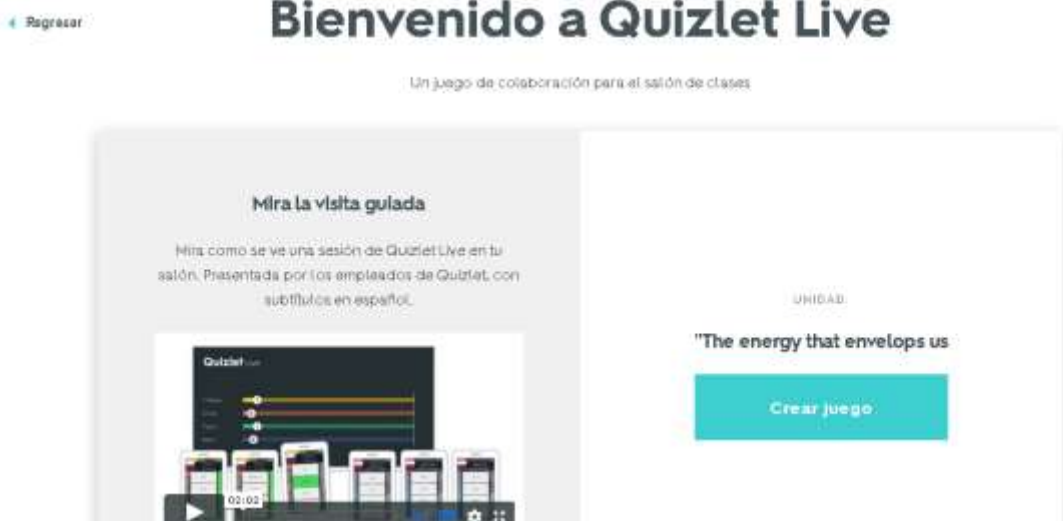 Regresar
Bienvenido a Quizlet Live
Un juego de colaboración para el salón de clases
Mira la visita guiada
Mira como se ve una sesión de Quizlet Live en tu
salón. Presentada por los empleados de Quizlet, con
subtítulos en español.
Quizlet Live
02:02
UNIDAD
"The energy that envelops us
Crear juego